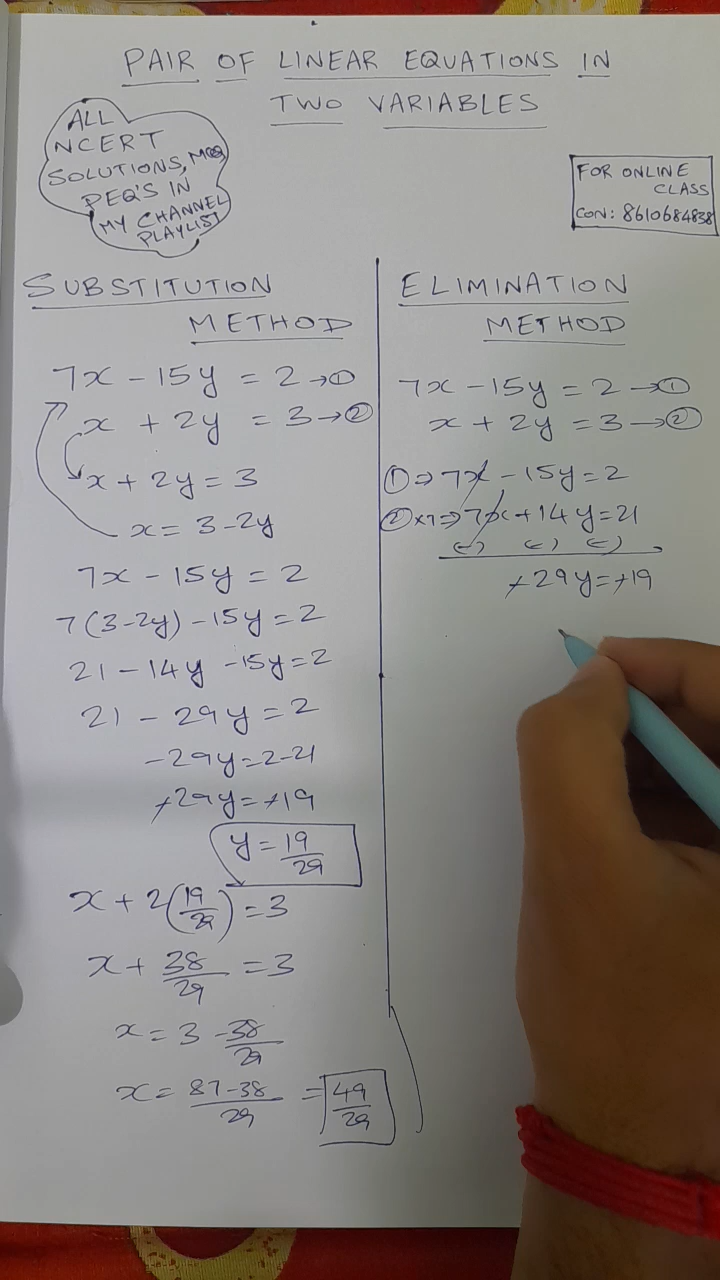 PAIR OF LINEAR EQUATIONS IN
TWO VARIABLES
ALL
NCERT
SOLUTIONS, MCQ
PEQ'S IN
MY CHANNEL
PLAYLIST
FOR ONLINE
CLASS
CON: 8610684838
SUBSTITUTION
METHOD
7x - 15y = 2 → ①
x + 2y = 3 → ②
x + 2y = 3
x = 3 - 2y
7x - 15y = 2
7(3-2y) - 15y = 2
21 - 14y - 15y = 2
21 - 29y = 2
-29y = 2-21
-29y = -19
y = 19/29
x + 2(19/29) = 3
x + 38/29 = 3
x = 3 - 38/29
x = 87-38/29 = 49/29
ELIMINATION
METHOD
7x - 15y = 2 → ①
x + 2y = 3 → ②
① ⇒ 7x - 15y = 2
② x7 ⇒ 7x + 14y = 21
(-) (-) (-)
-29y = -19